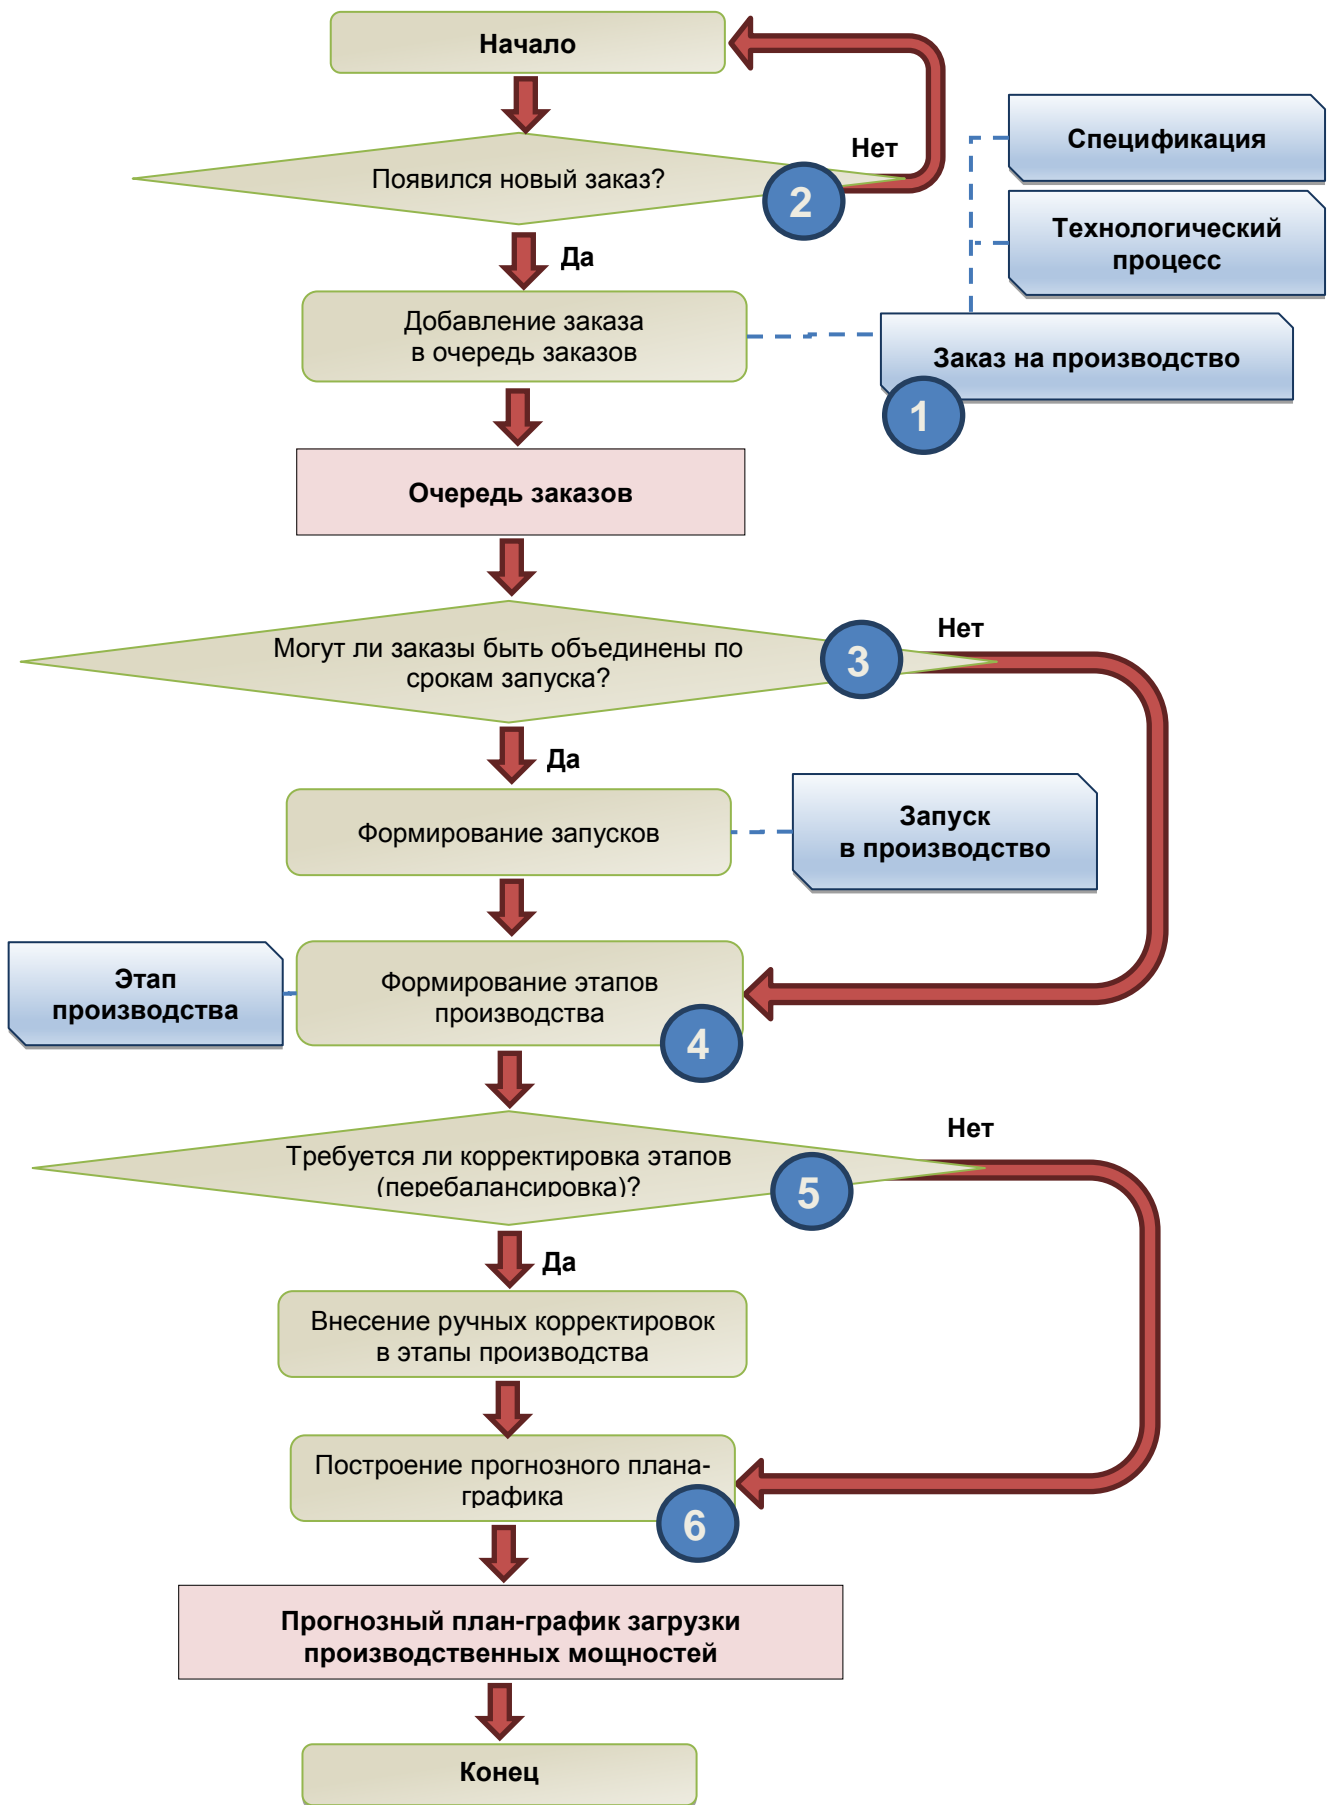 Начало
Нет
Спецификация
Появился новый заказ?
2
Технологический
процесс
Да
Добавление заказа
в очередь заказов
Заказ на производство
1
Очередь заказов
Нет
Могут ли заказы быть объединены по
срокам запуска?
3
Да
Формирование запусков
Запуск
в производство
Этап
производства
Формирование этапов
производства
4
Нет
Требуется ли корректировка этапов
(перебалансировка)?
5
Да
Внесение ручных корректировок
в этапы производства
Построение прогнозного плана-
графика
6
Прогнозный план-график загрузки
производственных мощностей
Конец